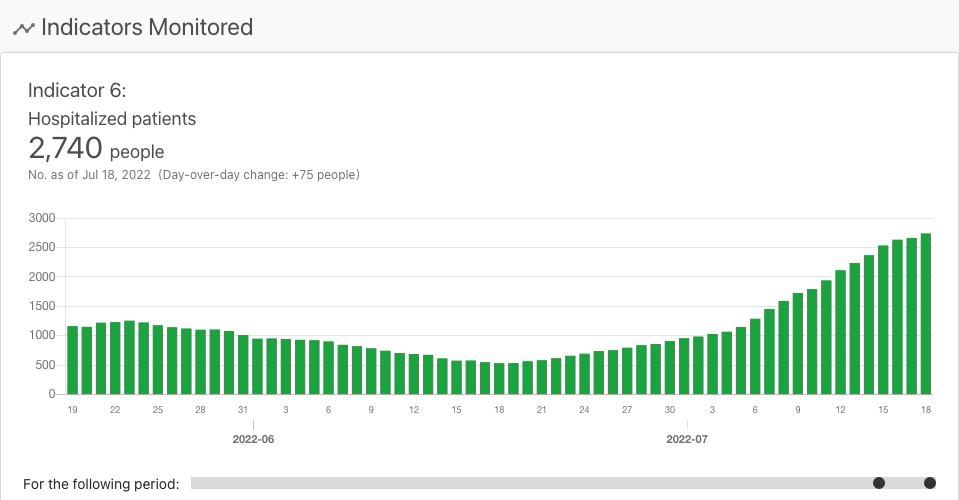 Indicators Monitored
Indicator 6:
Hospitalized patients
2,740 people
No. as of Jul 18, 2022 (Day-over-day change: +75 people)
3000
2500
2000
1500
1000
500
0
19 22 25 28 31 3 6 9 12 15 18 21 24 27 30 3 6 9 12 15 18
2022-06 2022-07
For the following period: